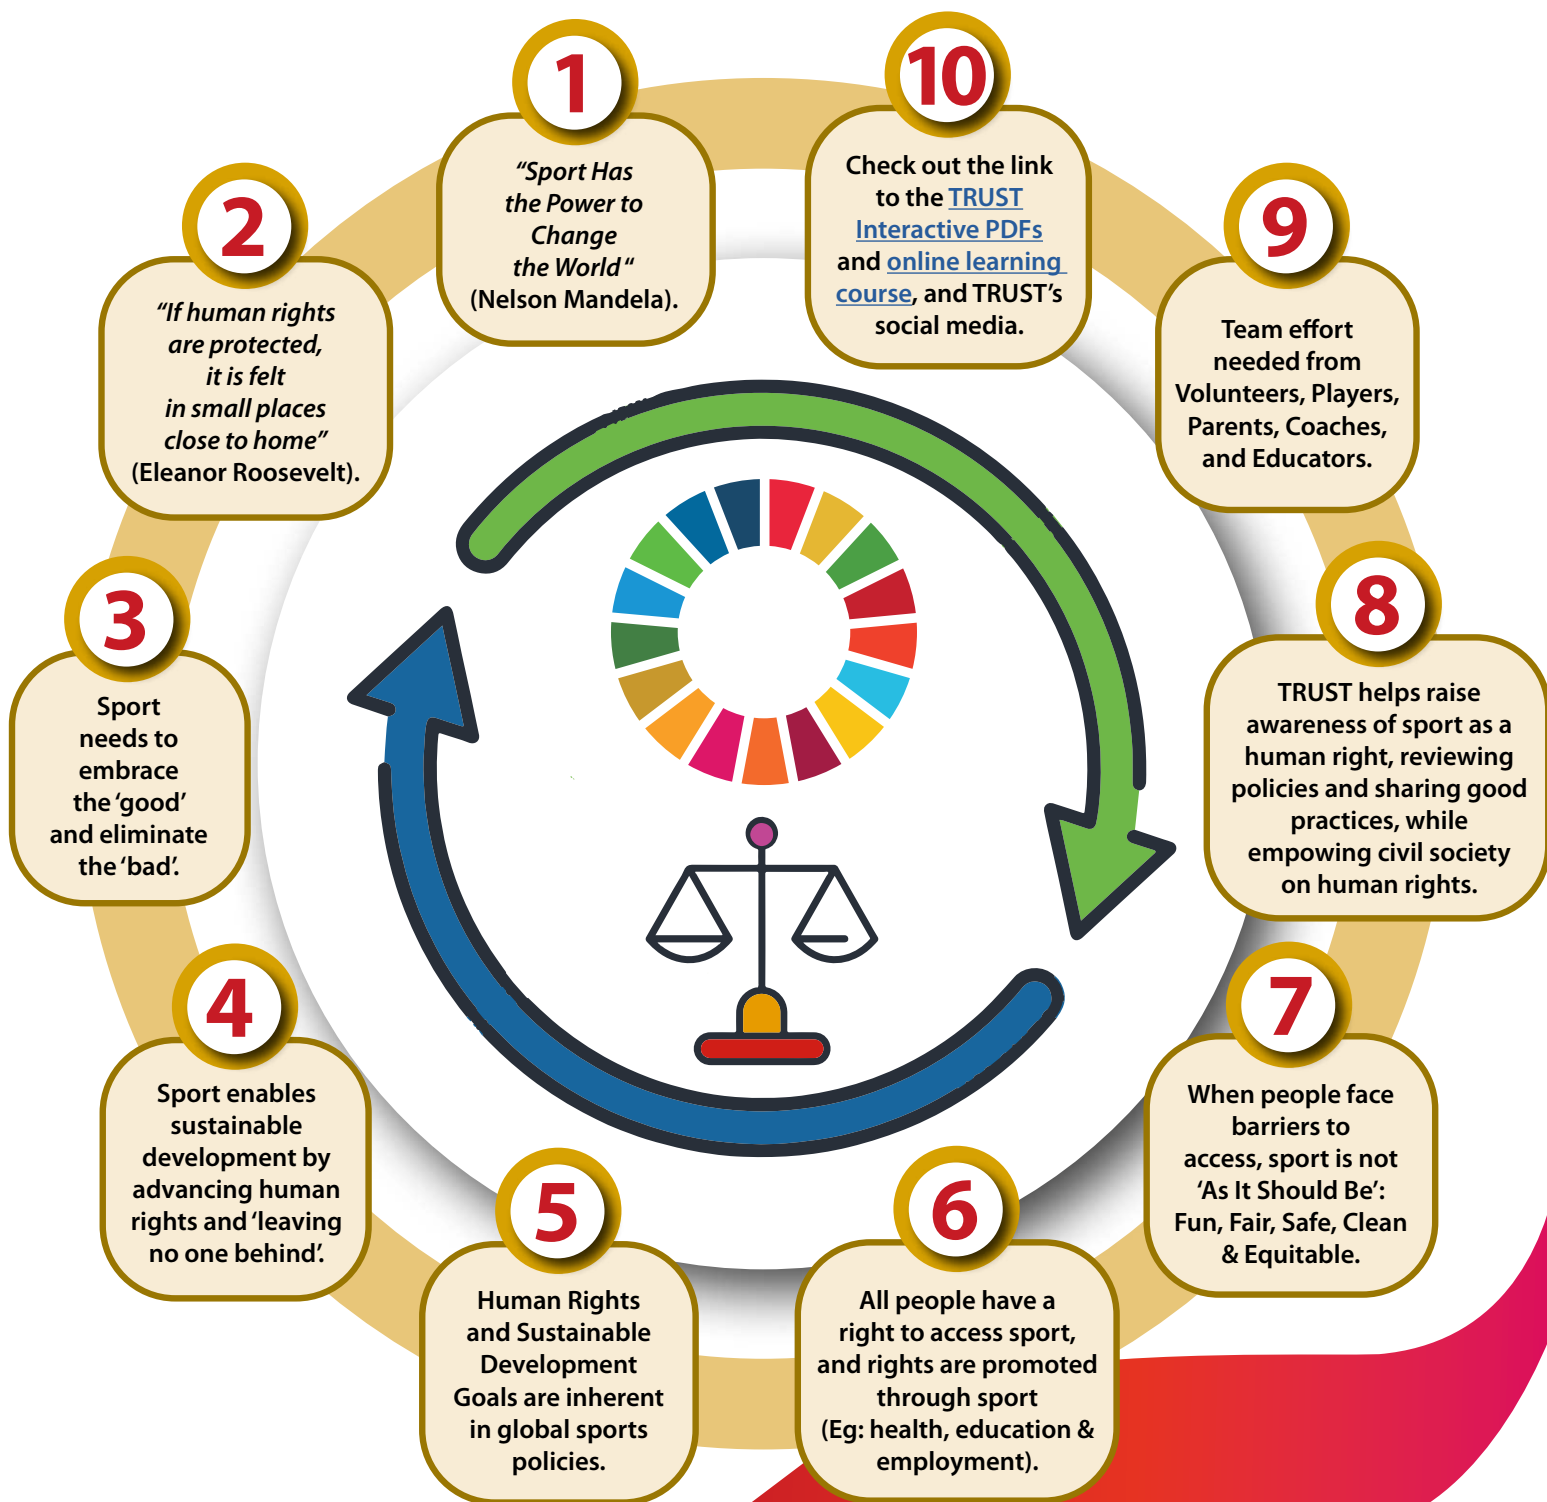 1
“Sport Has
the Power to
Change
the World “
(Nelson Mandela).
2
“If human rights
are protected,
it is felt
in small places
close to home”
(Eleanor Roosevelt).
3
Sport
needs to
embrace
the ‘good’
and eliminate
the ‘bad’.
4
Sport enables
sustainable
development by
advancing human
rights and ‘leaving
no one behind’.
5
Human Rights
and Sustainable
Development
Goals are inherent
in global sports
policies.
6
All people have a
right to access sport,
and rights are promoted
through sport
(Eg: health, education &
employment).
7
When people face
barriers to
access, sport is not
‘As It Should Be’:
Fun, Fair, Safe, Clean
& Equitable.
8
TRUST helps raise
awareness of sport as a
human right, reviewing
policies and sharing good
practices, while
empowering civil society
on human rights.
9
Team effort
needed from
Volunteers, Players,
Parents, Coaches,
and Educators.
10
Check out the link
to the TRUST
Interactive PDFs
and online learning
course, and TRUST’s
social media.